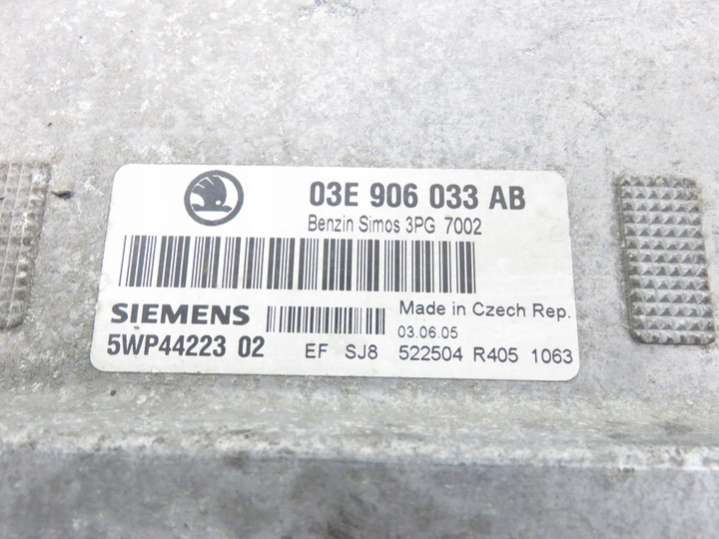 03E 906 033 AB
Benzin Simos 3PG 7002
SIEMENS
Made in Czech Rep.
03.06.05
5WP44223 02
EF SJ8 522504 R405 1063